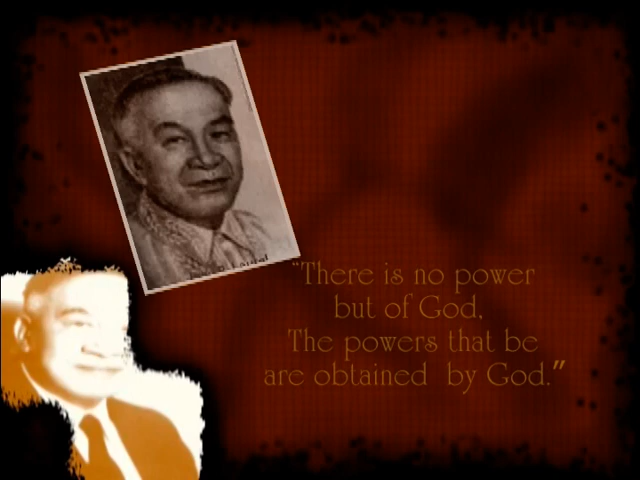 “There is no power
but of God,
The powers that be
are obtained by God.”